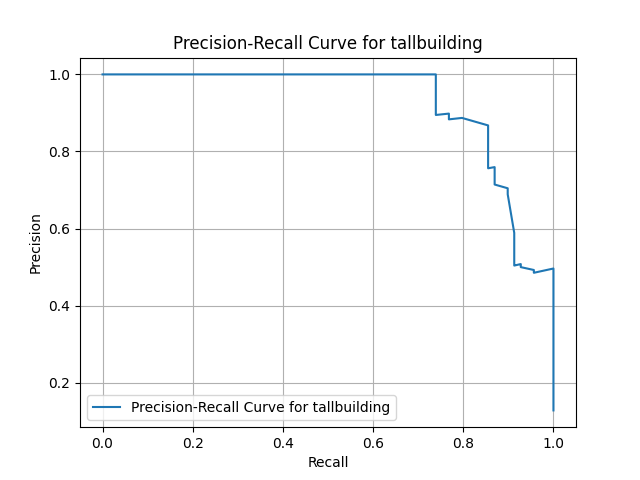 Precision-Recall Curve for tallbuilding
1.0
0.8
0.6
0.4
0.2
Precision
Precision-Recall Curve for tallbuilding
0.0 0.2 0.4 0.6 0.8 1.0
Recall